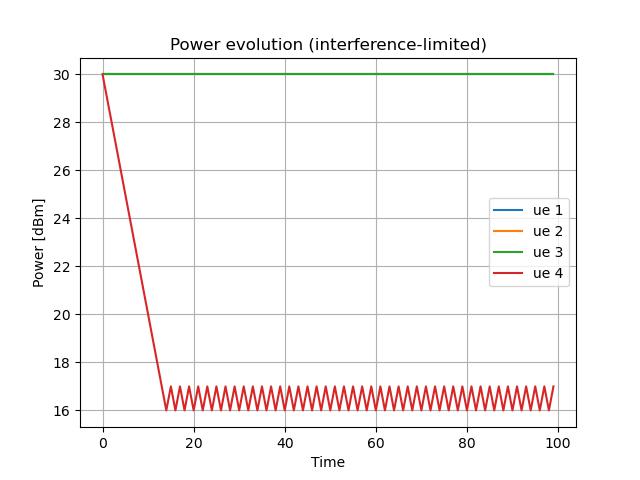 Power evolution (interference-limited)
30
28
26
24
22
20
18
16
Power [dBm]
ue 1
ue 2
ue 3
ue 4
0
20
40
60
80
100
Time